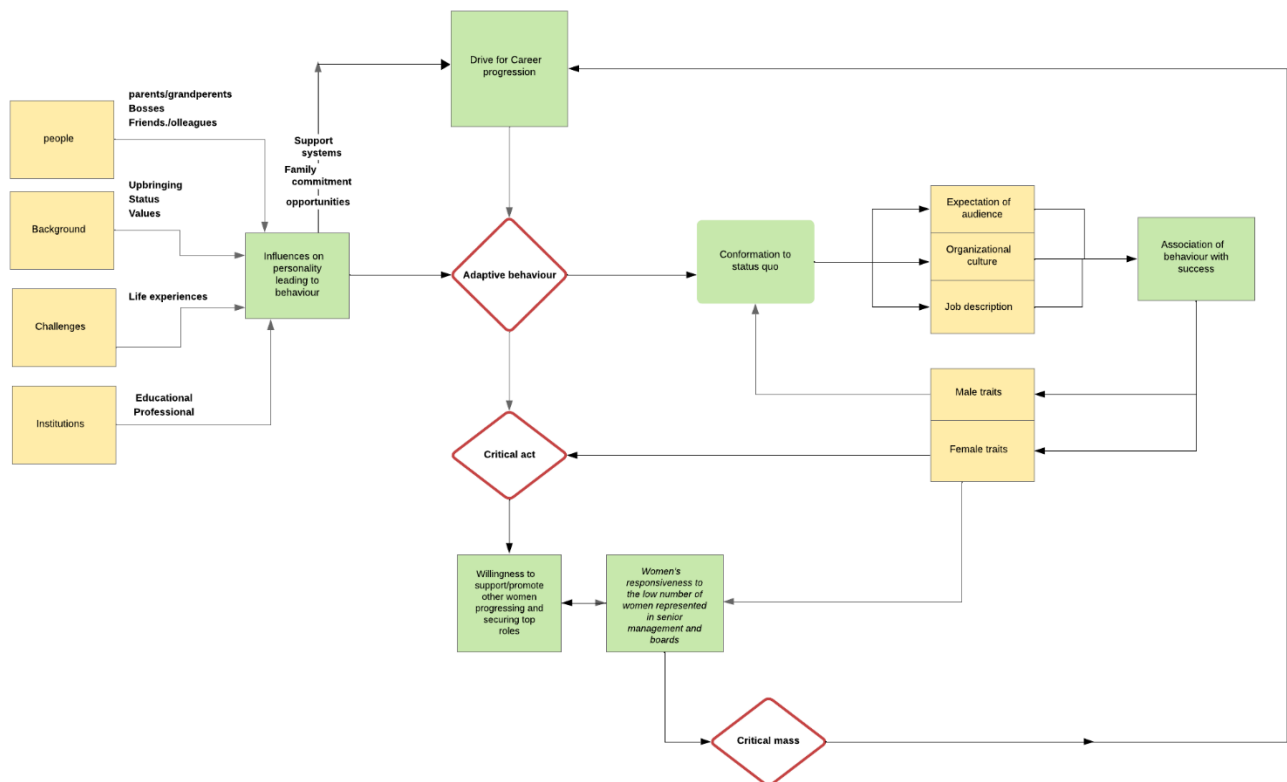 Drive for Career
progression
parents/grandperents
Bosses
Friends./olleagues
people
Support
systems
Family
commitment
opportunities
Upbringing
Status
Values
Background
Influences on
personality
leading to
behaviour
Adaptive behaviour
Conformation to
status quo
Expectation of
audience
Organizational
culture
Job description
Association of
behaviour with
success
Life experiences
Challenges
Educational
Professional
Institutions
Male traits
Female traits
Critical act
Willingness to
support/promote
other women
progressing and
securing top
roles
Women's
responsiveness to
the low number of
women represented
in senior
management and
boards
Critical mass